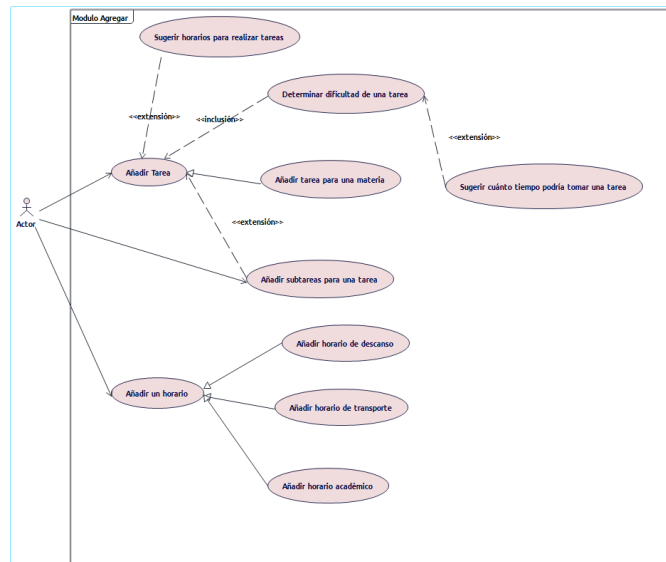 Modulo Agregar
Sugerir horarios para realizar tareas
Determinar dificultad de una tarea
<<extensión>>
<<inclusión>>
<<extensión>>
Añadir Tarea
Añadir tarea para una materia
Sugerir cuánto tiempo podría tomar una tarea
Actor
<<extensión>>
Añadir subtareas para una tarea
Añadir horario de descanso
Añadir un horario
Añadir horario de transporte
Añadir horario académico